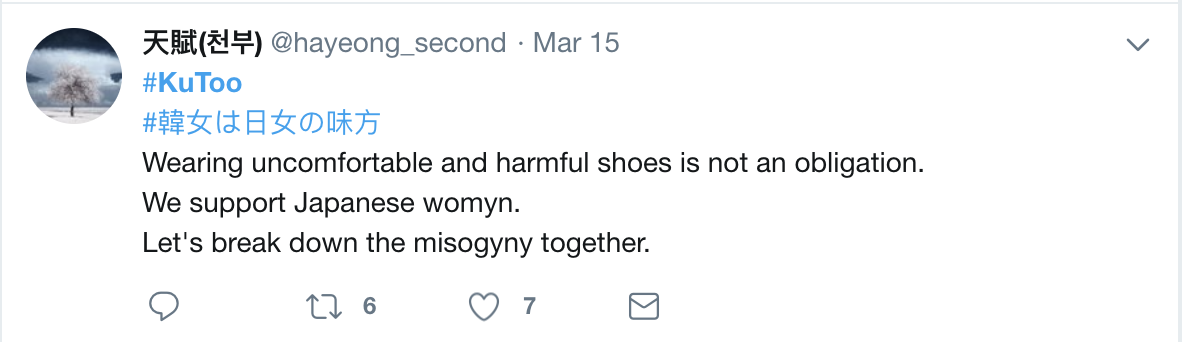 天賦(천부) @hayeong_second · Mar 15
#KuToo
#韓女は日女の味方
Wearing uncomfortable and harmful shoes is not an obligation.
We support Japanese womyn.
Let's break down the misogyny together.
6 7